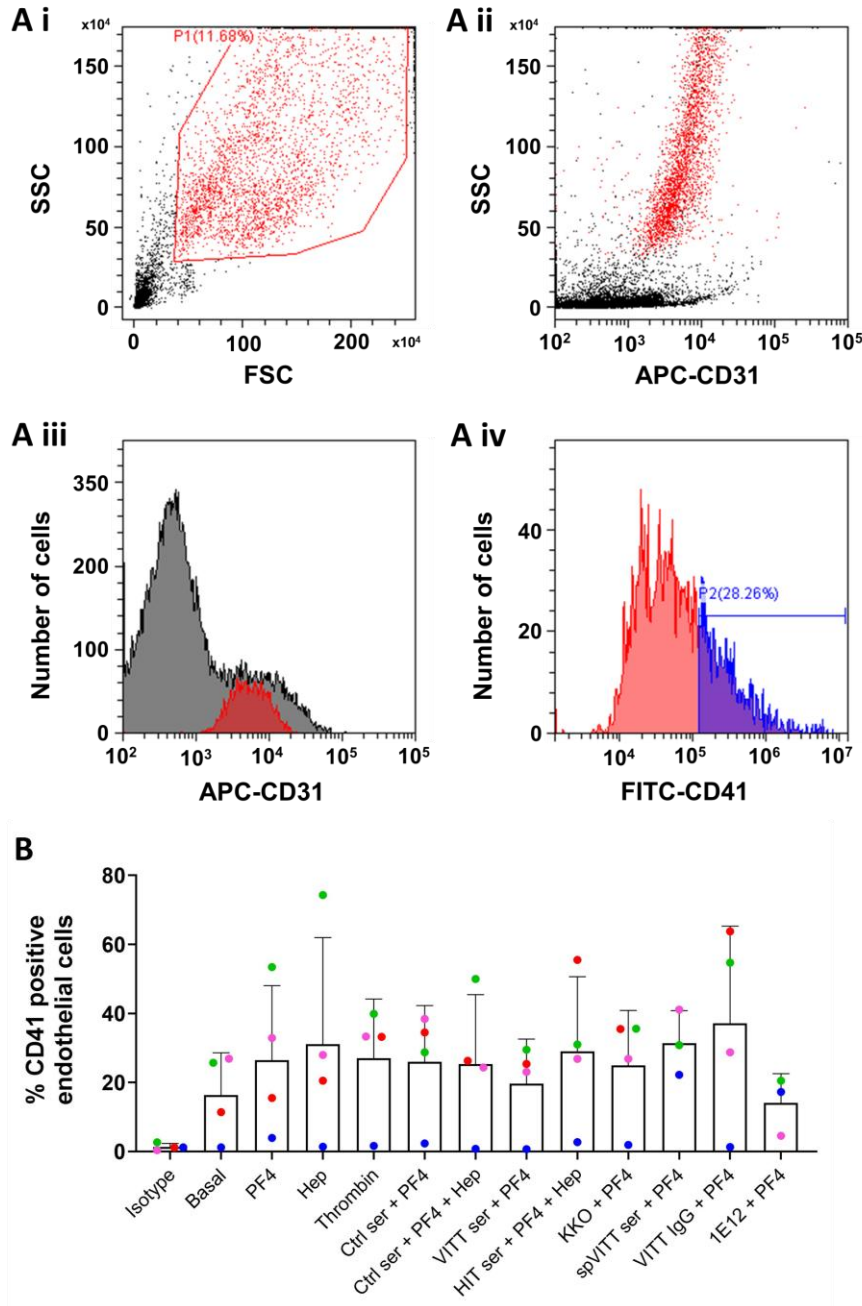 A i
x10⁴
P1(11.68%)
150
100
50
0
SSC
0
100
200
x10⁴
FSC
A ii
x10⁴
150
100
50
0
SSC
10²
10³
10⁴
10⁵
10⁵
APC-CD31
A iii
350
200
100
0
Number of cells
10²
10³
10⁴
10⁵
10⁵
APC-CD31
A iv
40
20
0
Number of cells
P2(28.26%)
10⁴
10⁵
10⁶
10⁷
FITC-CD41
B
80
60
40
20
0
% CD41 positive
endothelial cells
Isotype
Basal
PF4
Hep
Thrombin
Ctrl ser + PF4
Ctrl ser + PF4 + Hep
VITT ser + PF4
HIT ser + PF4 + Hep
KKO + PF4
spVITT ser + PF4
VITT IgG + PF4
1E12 + PF4